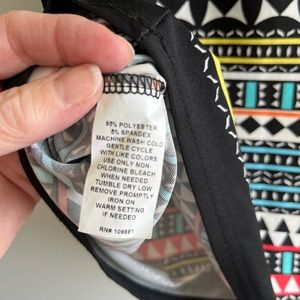 95% POLYESTER
5% SPANDEX
MACHINE WASH COLD
GENTLE CYCLE
WITH LIKE COLORS
USE ONLY NON-
CHLORINE BLEACH
WHEN NEEDED
TUMBLE DRY LOW
REMOVE PROMPTLY
IRON ON
WARM SETTING
IF NEEDED
RN# 109881